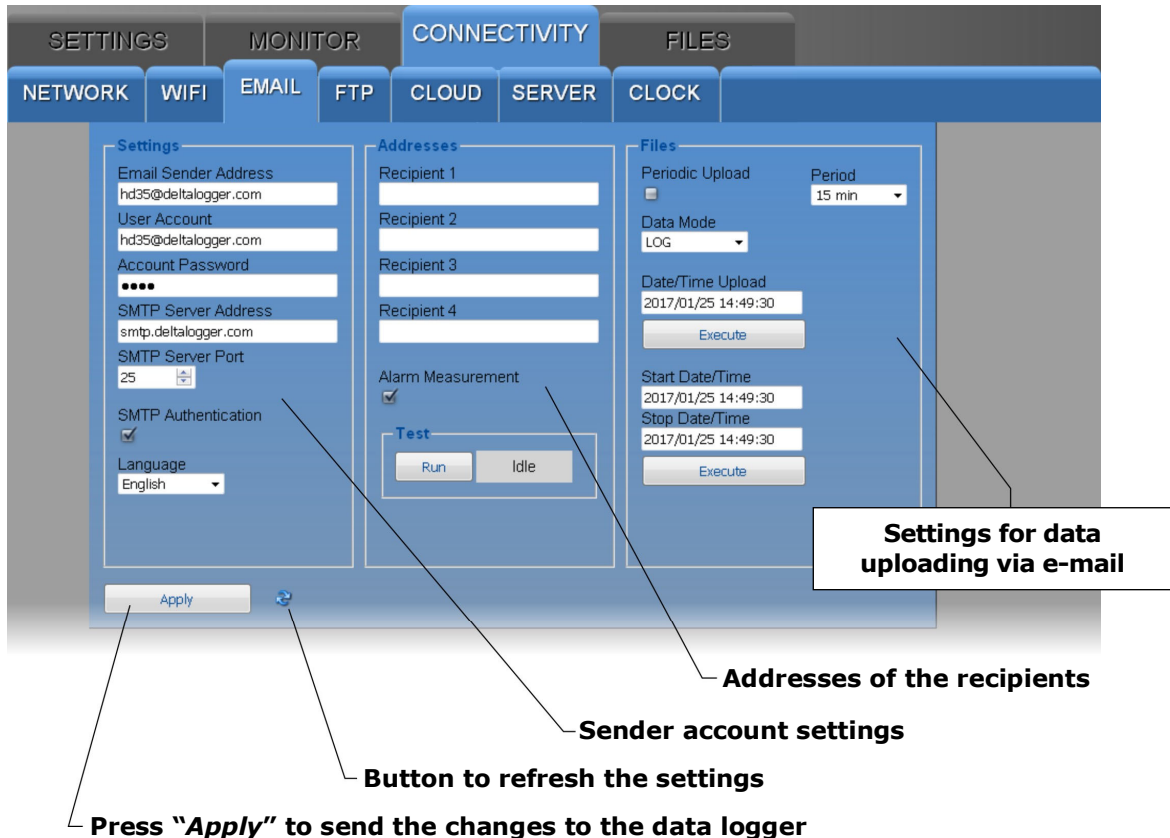 SETTINGS MONITOR CONNECTIVITY FILES
NETWORK WIFI EMAIL FTP CLOUD SERVER CLOCK
Settings
Email Sender Address
hd35@deltalogger.com
User Account
hd35@deltalogger.com
Account Password
●●●●
SMTP Server Address
smtp.deltalogger.com
SMTP Server Port
25
SMTP Authentication
Language
English
Addresses
Recipient 1
Recipient 2
Recipient 3
Recipient 4
Alarm Measurement
Test
Run Idle
Files
Periodic Upload Period
15 min
Data Mode
LOG
Date/Time Upload
2017/01/25 14:49:30
Execute
Start Date/Time
2017/01/25 14:49:30
Stop Date/Time
2017/01/25 14:49:30
Execute
Settings for data
uploading via e-mail
Apply
Addresses of the recipients
Sender account settings
Button to refresh the settings
Press “Apply” to send the changes to the data logger